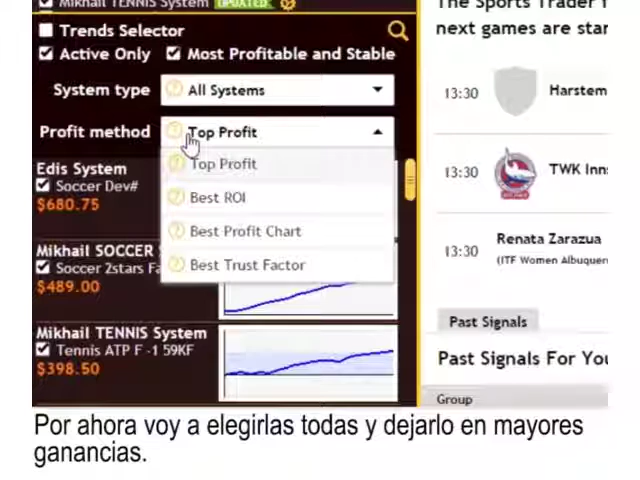 Mikhail TENNIS System UPDATED
Trends Selector
Active Only Most Profitable and Stable
System type All Systems
Profit method Top Profit
Top Profit
Best ROI
Best Profit Chart
Best Trust Factor
Edis System
Soccer Dev#
$680.75
Mikhail SOCCER
Soccer 2stars Fa
$489.00
Mikhail TENNIS System
Tennis ATP F -1 59KF
$398.50
The Sports Trader
next games are star
13:30 Harstem
13:30 TWK Inn
13:30 Renata Zarazua
(ITF Women Albuquer
Past Signals
Past Signals For You
Group
Por ahora voy a elegirlas todas y dejarlo en mayores
ganancias.